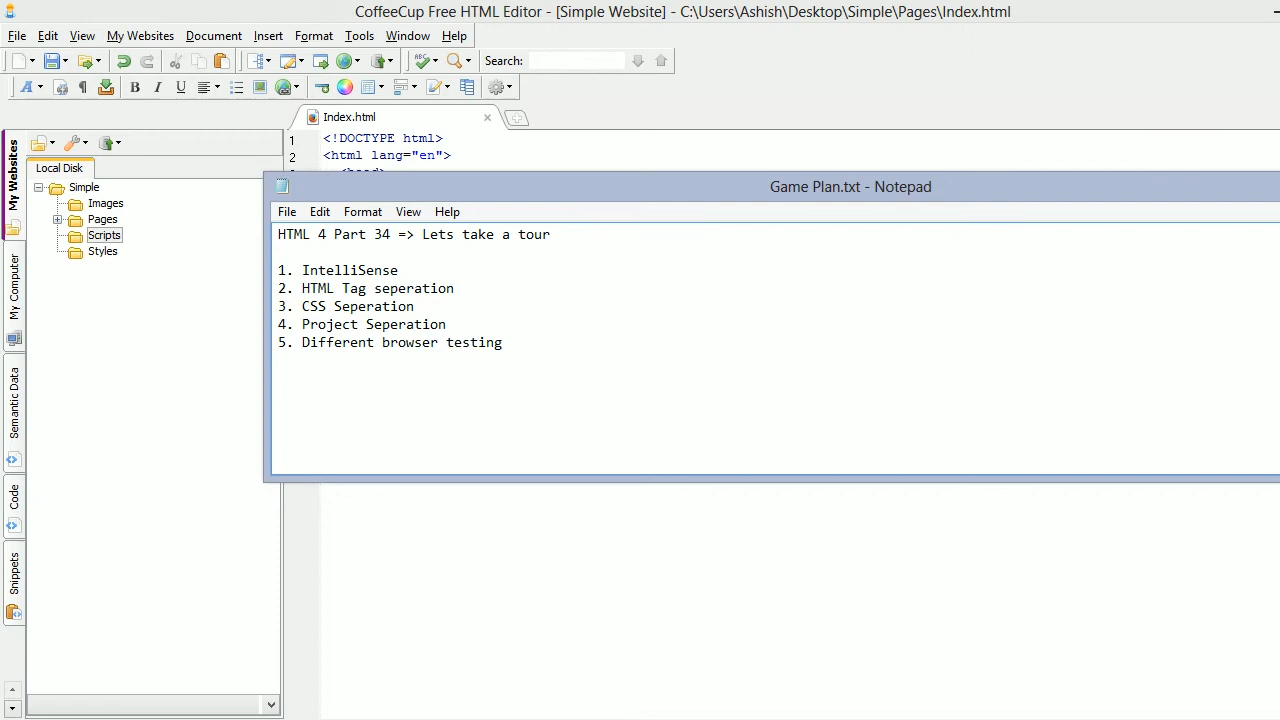 CoffeeCup Free HTML Editor - [Simple Website] - C:\Users\Ashish\Desktop\Simple\Pages\Index.html
File Edit View My Websites Document Insert Format Tools Window Help
Search:
A ¶ B I U
Index.html
1 <!DOCTYPE html>
2 <html lang="en">
<head>
My Websites
My Computer
Semantic Data
Code
Snippets
Local Disk
Simple
Images
Pages
Scripts
Styles
Game Plan.txt - Notepad
File Edit Format View Help
HTML 4 Part 34 => Lets take a tour
1. IntelliSense
2. HTML Tag seperation
3. CSS Seperation
4. Project Seperation
5. Different browser testing